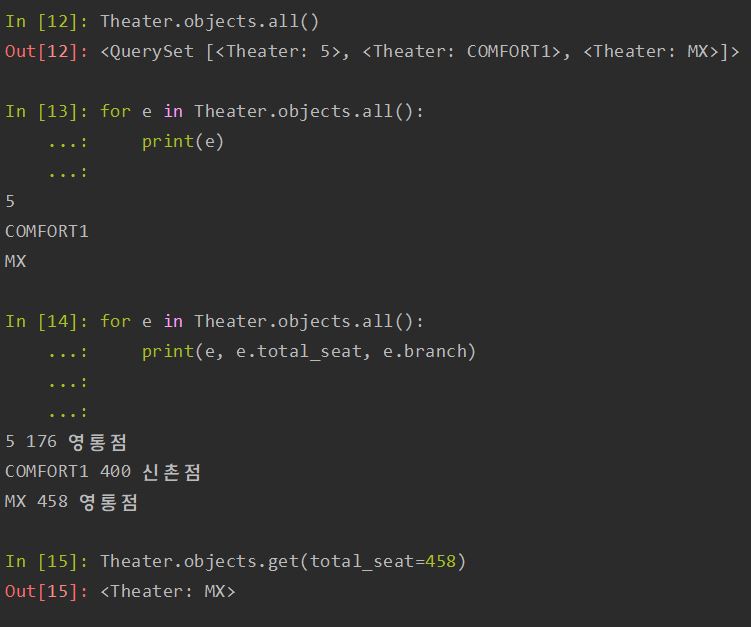 In [12]: Theater.objects.all()
Out[12]: <QuerySet [<Theater: 5>, <Theater: COMFORT1>, <Theater: MX>]>
In [13]: for e in Theater.objects.all():
    ...:     print(e)
    ...:
5
COMFORT1
MX
In [14]: for e in Theater.objects.all():
    ...:     print(e, e.total_seat, e.branch)
    ...:
    ...:
5 176 영통점
COMFORT1 400 신촌점
MX 458 영통점
In [15]: Theater.objects.get(total_seat=458)
Out[15]: <Theater: MX>